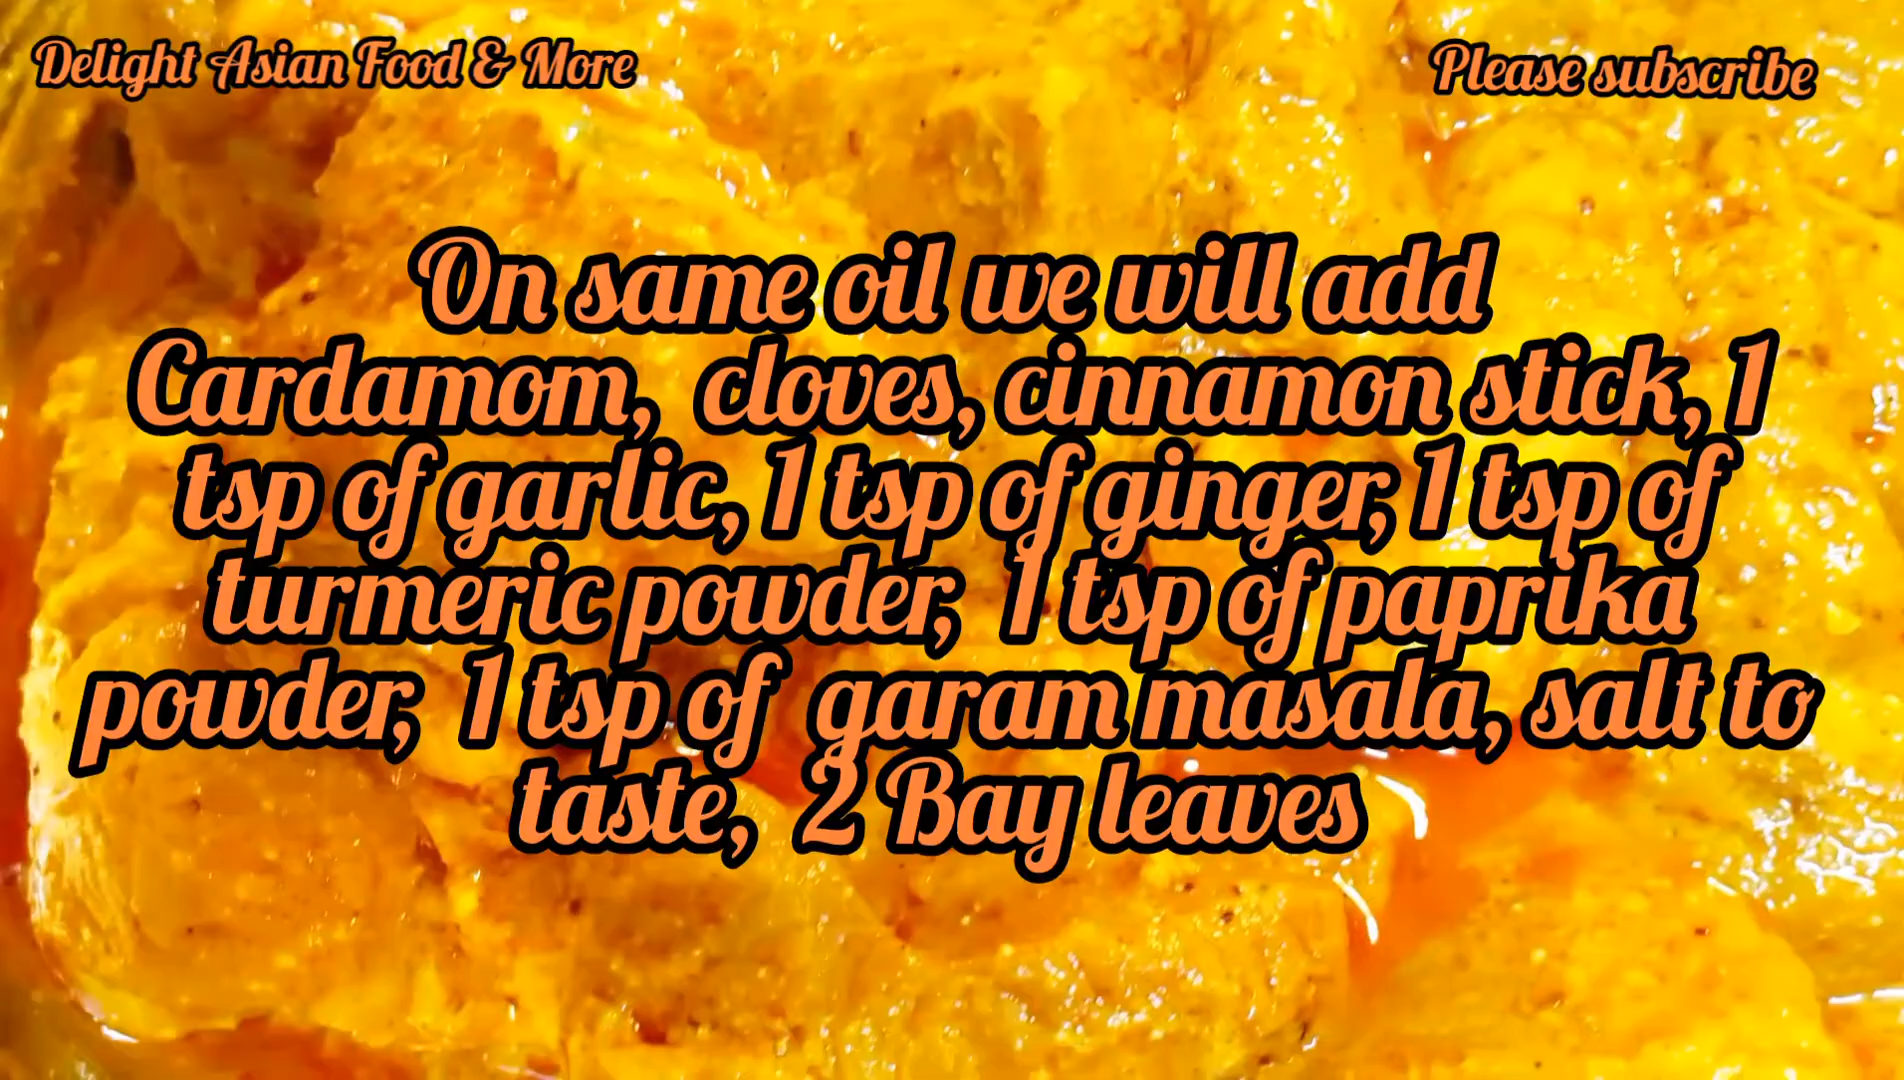 Delight Asian Food & More
Please subscribe
On same oil we will add
Cardamom, cloves, cinnamon stick, 1
tsp of garlic, 1 tsp of ginger, 1 tsp of
turmeric powder, 1 tsp of paprika
powder, 1 tsp of garam masala, salt to
taste, 2 Bay leaves